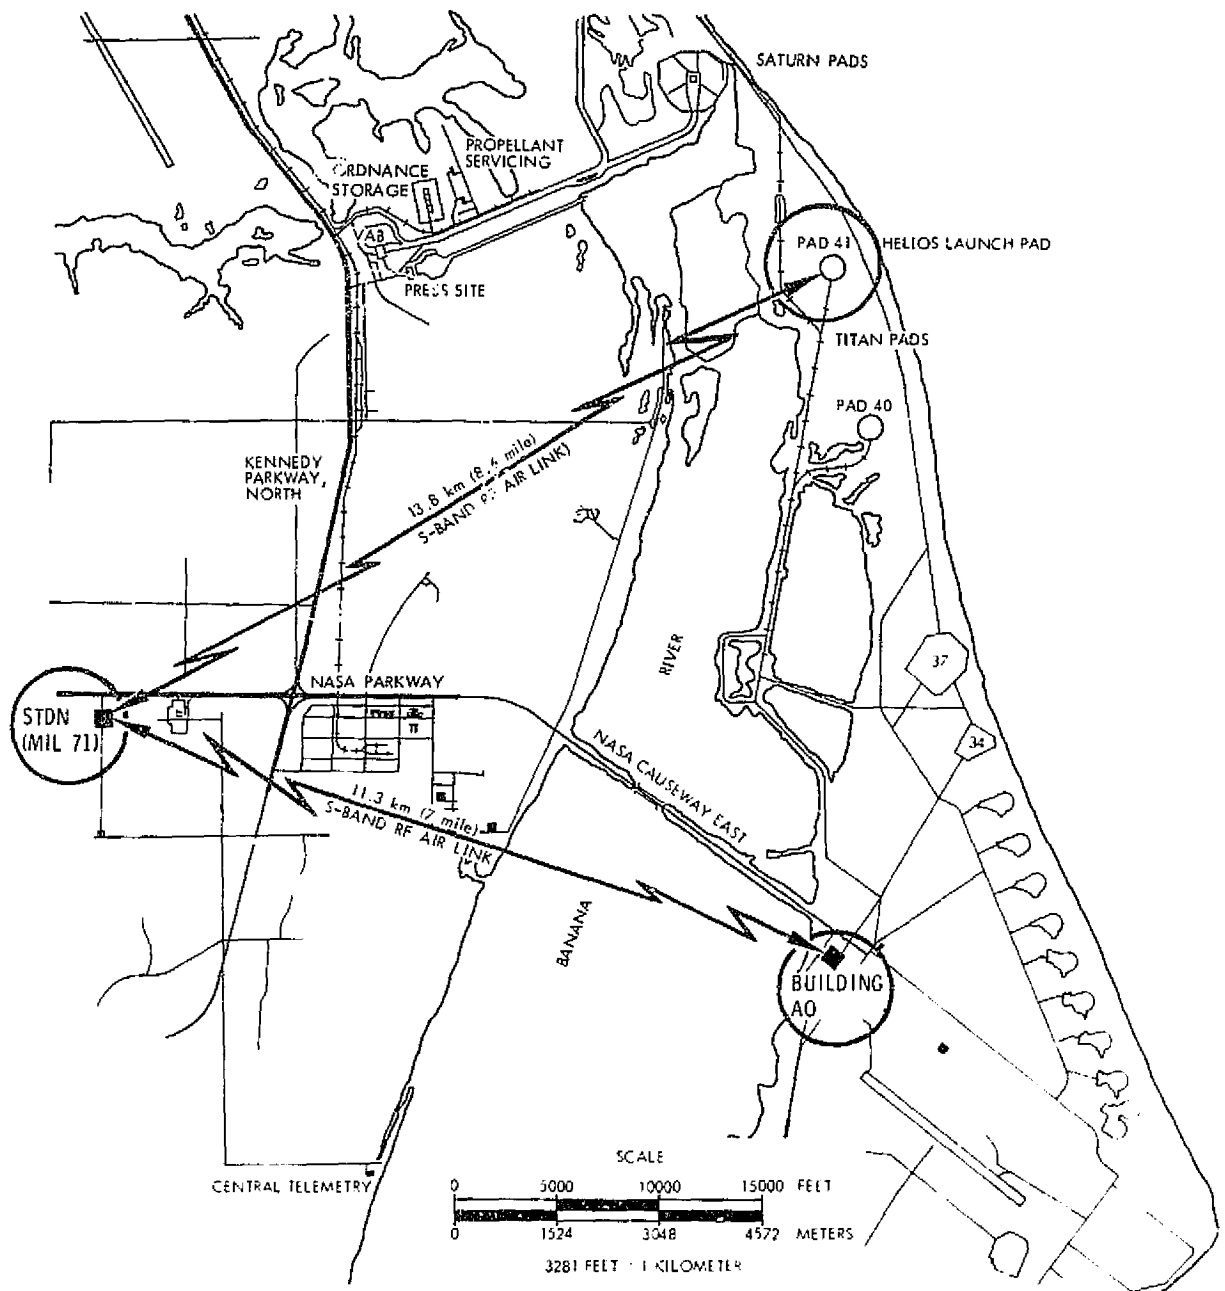 SATURN PADS
PROPELLANT
SERVICING
ORDNANCE
STORAGE
VAB
PRESS SITE
PAD 41
HELIOS LAUNCH PAD
TITAN PADS
PAD 40
KENNEDY
PARKWAY,
NORTH
13.8 km (8.4 mile)
S-BAND RF AIR LINK)
RIVER
37
NASA PARKWAY
STDN
(MIL 71)
34
NASA CAUSEWAY EAST
11.3 km (7 mile)
S-BAND RF AIR LINK
BANANA
BUILDING
AO
CENTRAL TELEMETRY
SCALE
0 5000 10000 15000 FEET
0 1524 3048 4572 METERS
3281 FEET 1 KILOMETER